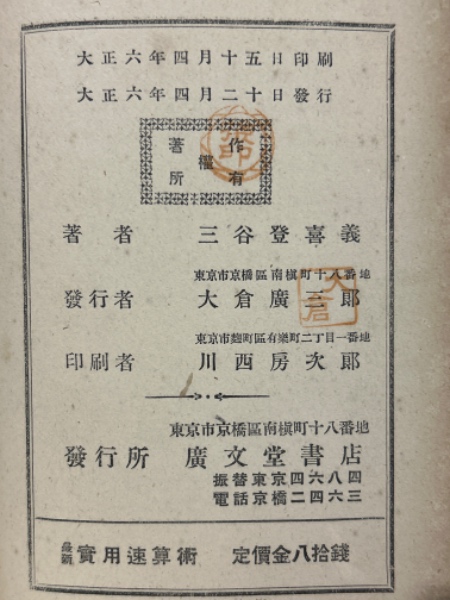 大正六年四月十五日印刷
大正六年四月二十日發行
著作權所有
著者 三谷登喜義
東京市京橋區南槇町十八番地
發行者 大倉廣三郎
大倉
東京市麴町區有樂町二丁目一番地
印刷者 川西房次郎
東京市京橋區南槇町十八番地
發行所 廣文堂書店
振替東京四六八四
電話京橋二四六三
最新 實用速算術 定價金八拾錢